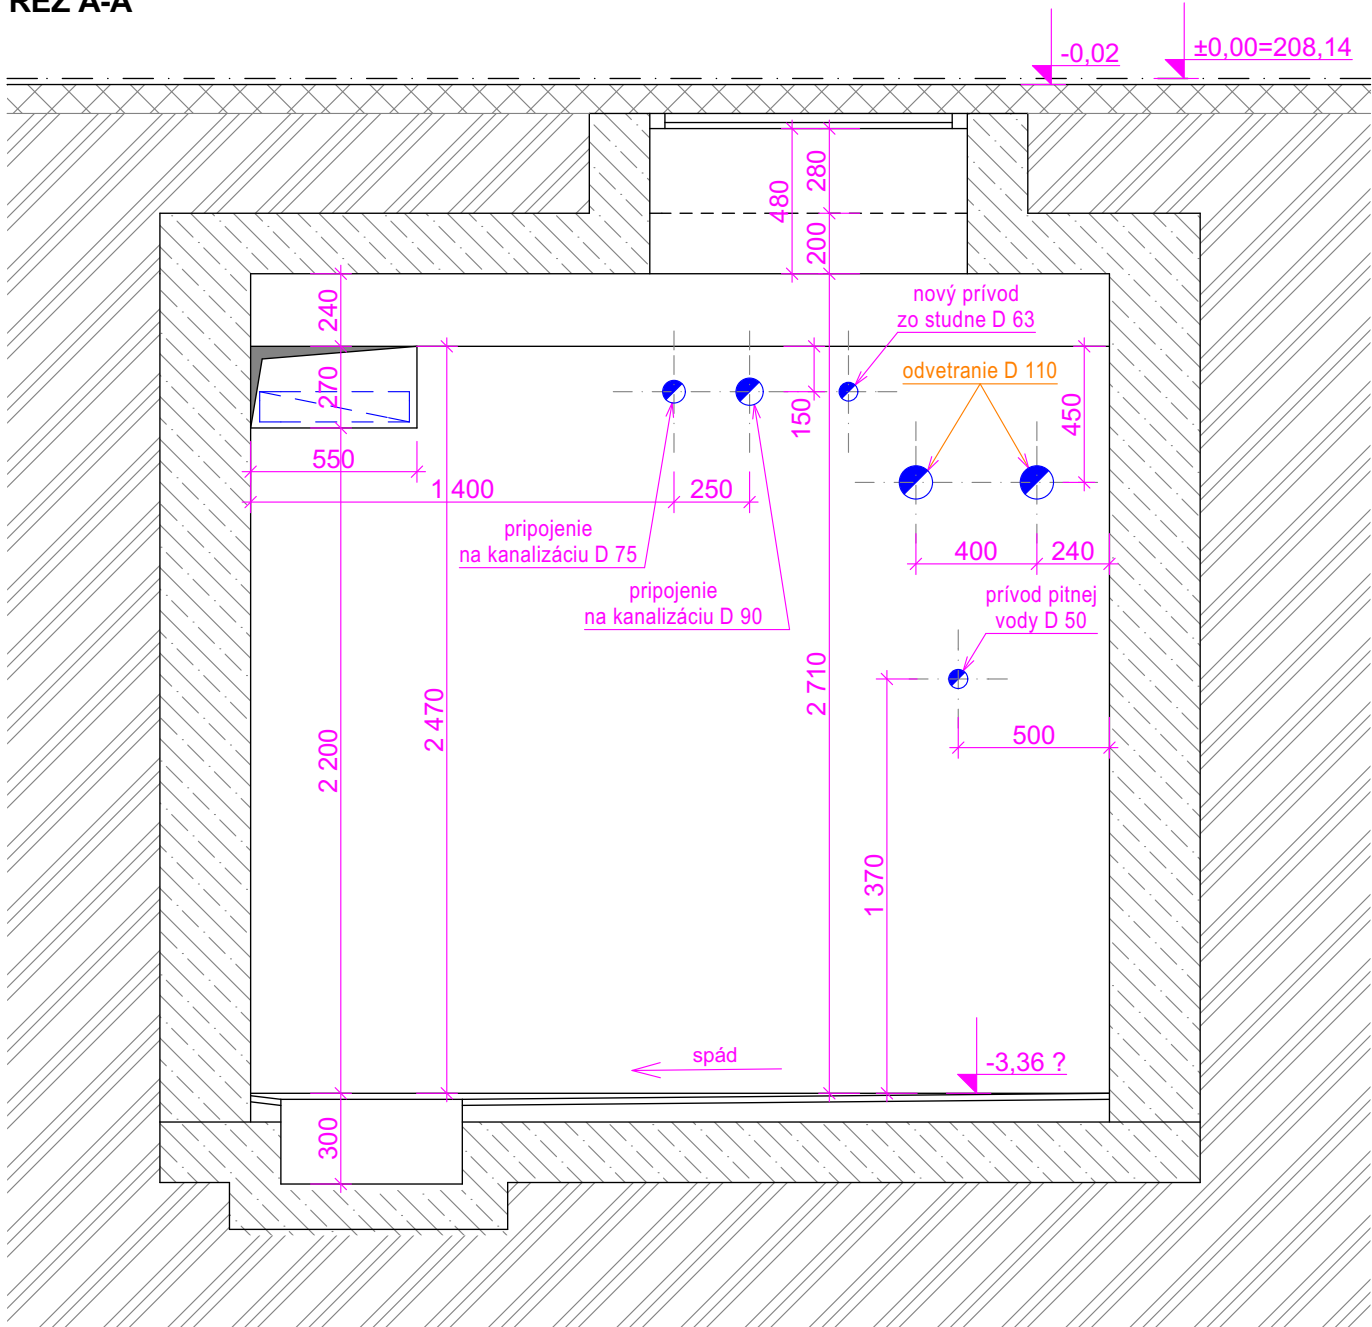 REZ A-A
-0,02
±0,00=208,14
280
480
200
240
nový prívod
zo studne D 63
odvetranie D 110
270
150
450
550
1 400
250
pripojenie
na kanalizáciu D 75
400
240
pripojenie
na kanalizáciu D 90
prívod pitnej
vody D 50
2 710
2 470
500
2 200
1 370
spád
-3,36 ?
300